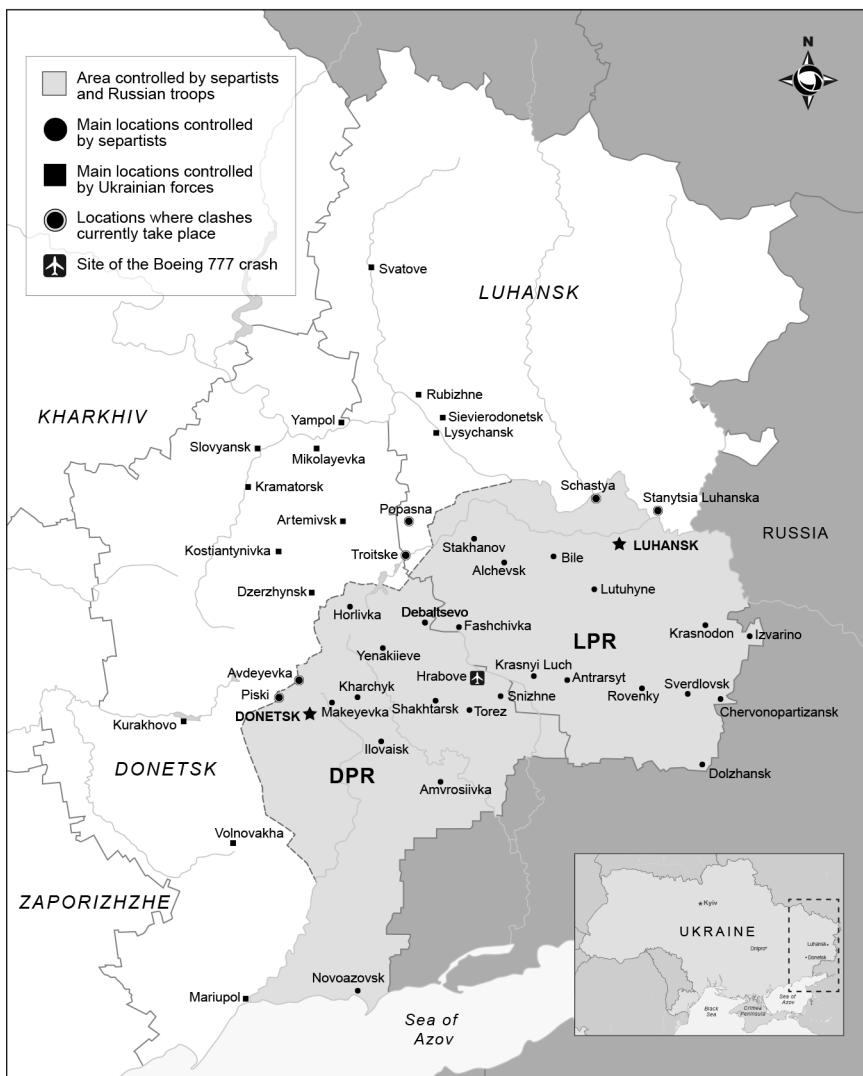 N
Area controlled by separtists
and Russian troops
Main locations controlled
by separtists
Main locations controlled
by Ukrainian forces
Locations where clashes
currently take place
Site of the Boeing 777 crash
Svatove
LUHANSK
Rubizhne
KHARKHIV
Sievierodonetsk
Yampol
Lysychansk
Slovyansk
Mikolayevka
Kramatorsk
Schastya
Stanytsia Luhanska
Popasna
Artemivsk
RUSSIA
Stakhanov
LUHANSK
Kostiantynivka
Troitske
Bile
Alchevsk
Dzerzhynsk
Lutuhyne
Horlivka
Debaltsevo
Fashchivka
LPR
Krasnodon
Izvarino
Yenakiieve
Krasnyi Luch
Avdeyevka
Hrabove
Antrarsyt
Piski
Kharchyk
Snizhne
Rovenky
Sverdlovsk
DONETSK
Makeyevka
Shakhtarsk
Torez
Chervonopartizansk
Kurakhovo
Ilovaisk
DONETSK
DPR
Dolzhansk
Amvrosiivka
Volnovakha
ZAPORIZHZHE
Kyiv
UKRAINE
Dnipro
Luhansk
Donetsk
Novoazovsk
Mariupol
Sea of
Azov
Sea of
Azov
Black
Sea
Crimea
Peninsula